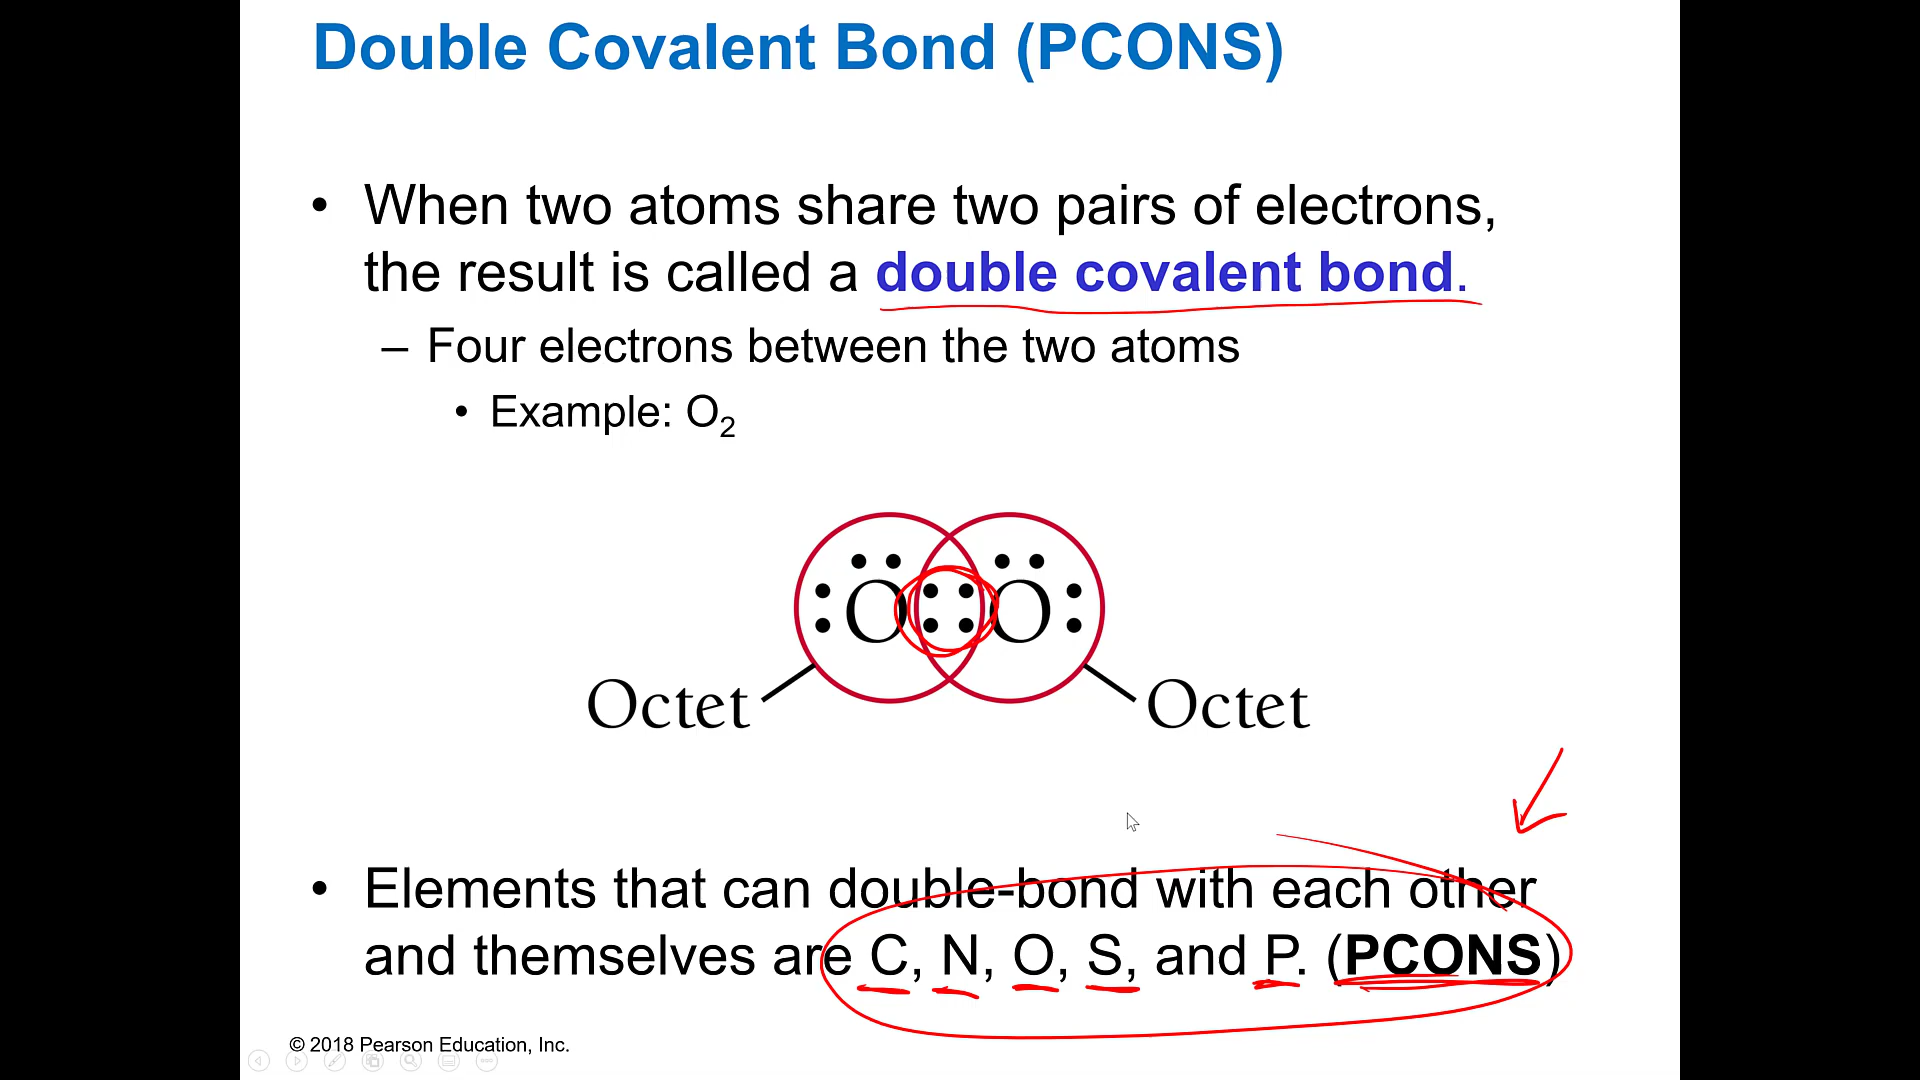 Double Covalent Bond (PCONS)
• When two atoms share two pairs of electrons,
the result is called a double covalent bond.
– Four electrons between the two atoms
• Example: O₂
O O
Octet Octet
• Elements that can double-bond with each other
and themselves are C, N, O, S, and P. (PCONS)
© 2018 Pearson Education, Inc.